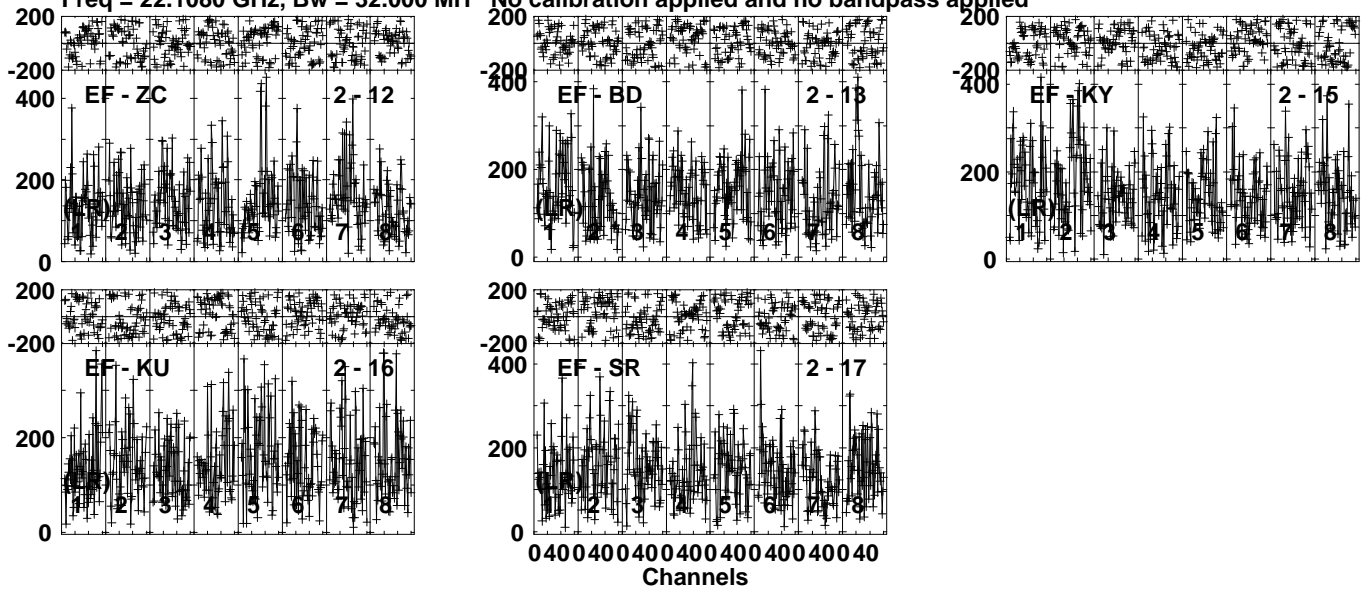 Freq = 22.1080 GHz, Bw = 32.000 MH No calibration applied and no bandpass applied
200 200 200
-200 -200 -200
EF - ZC 2 - 12 EF - BD 2 - 13 EF - KY 2 - 15
400 400 400
200 200 200
(LR) (LR) (LR)
1 2 3 4 5 6 7 8 1 2 3 4 5 6 7 8 1 2 3 4 5 6 7 8
0 0 0
200 200
-200 -200
EF - KU 2 - 16 EF - SR 2 - 17
400
200 200
(LR) (LR)
1 2 3 4 5 6 7 8 1 2 3 4 5 6 7 8
0 0
0 40 0 40 0 40 0 40 0 40 0 40 0 40 0 40
Channels